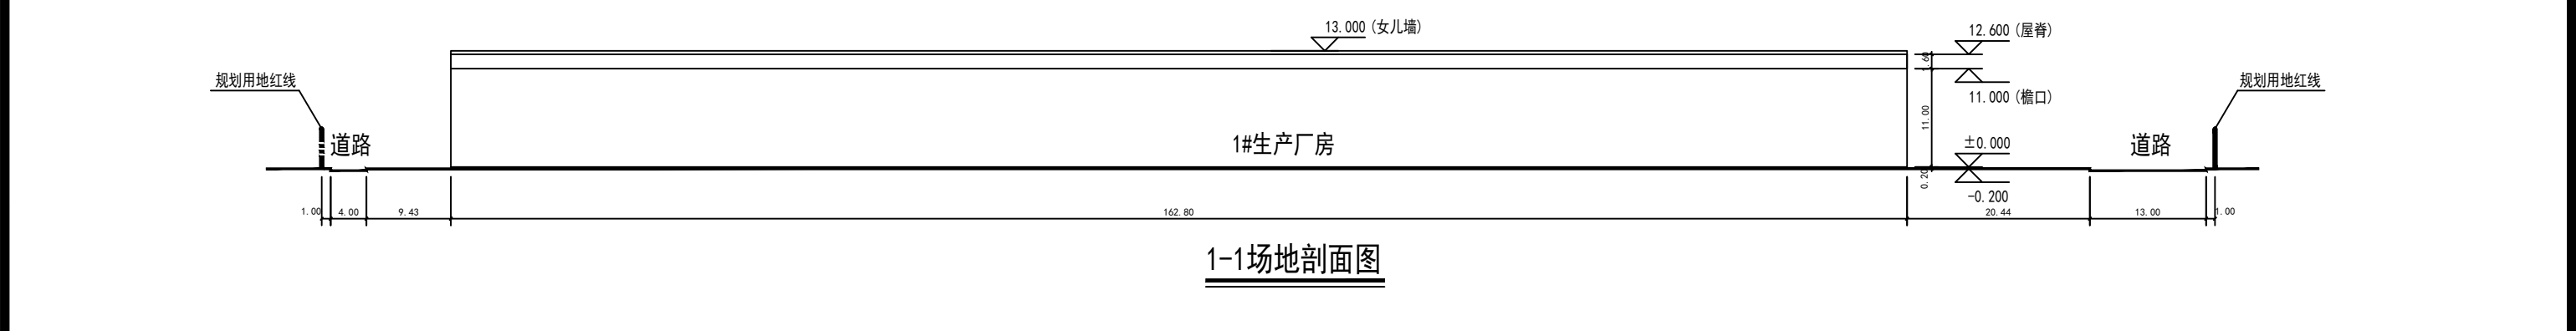 13.000 (女儿墙)
12.600 (屋脊)
规划用地红线
规划用地红线
11.000 (檐口)
11.00
道路
1#生产厂房
±0.000
道路
0.20
-0.200
1.00 4.00 9.43 162.80 20.44 13.00 1.00
1-1场地剖面图